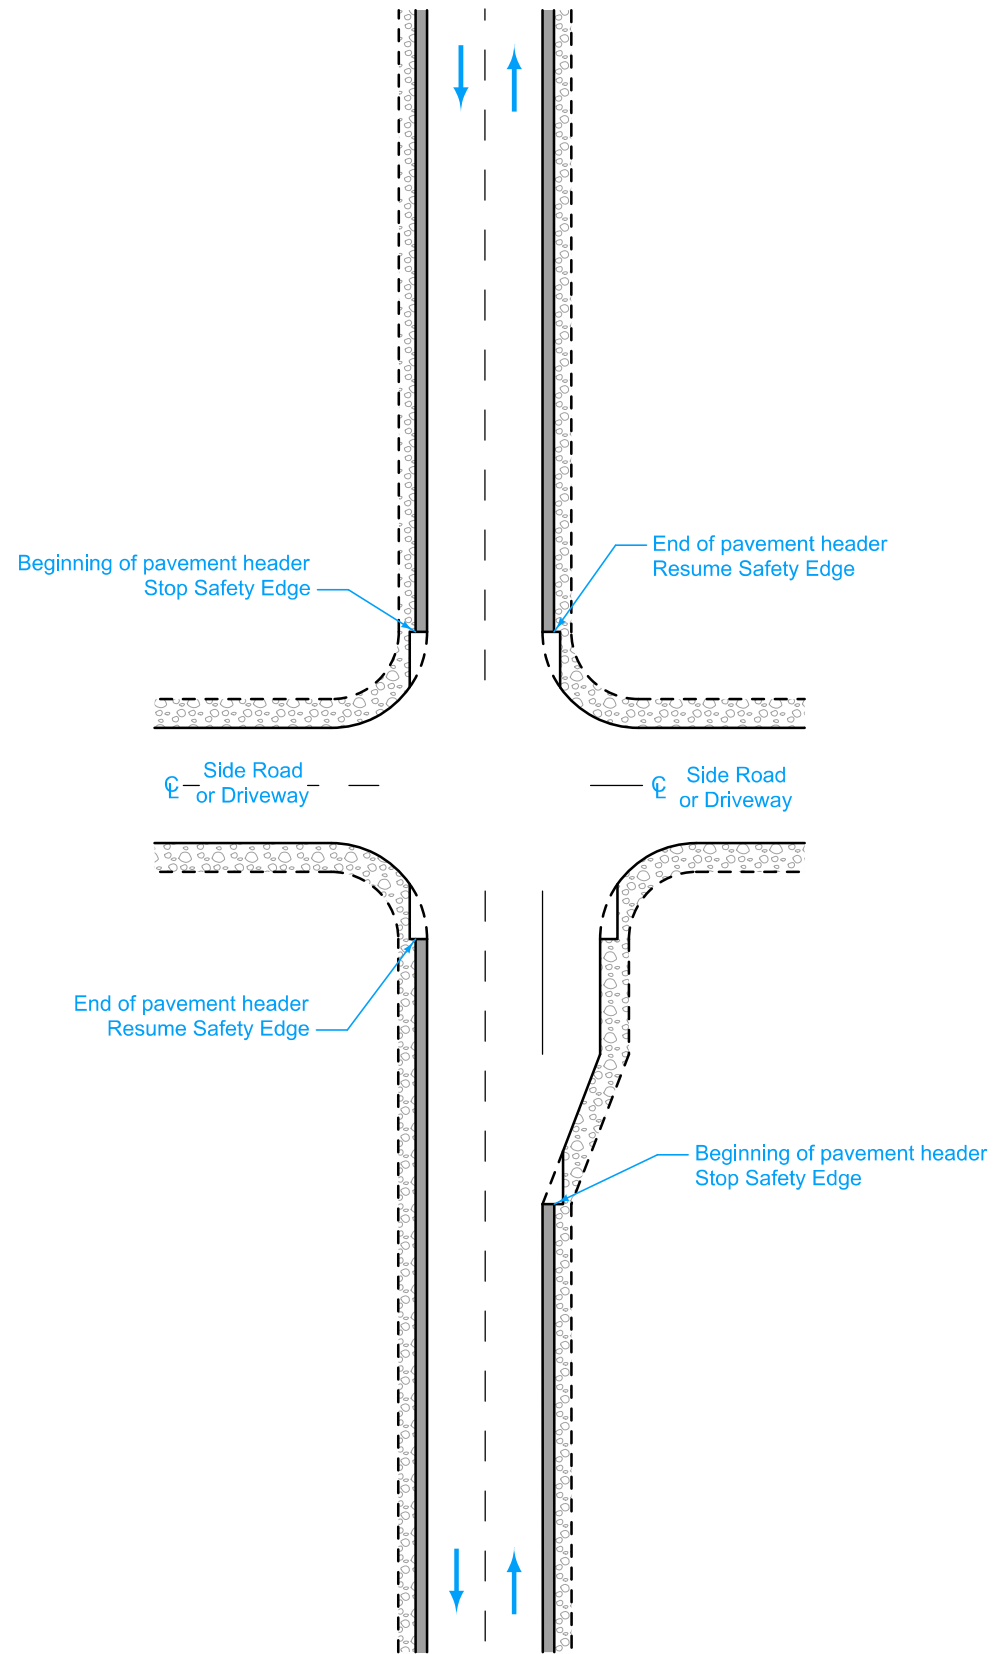 End of pavement header
Resume Safety Edge
Beginning of pavement header
Stop Safety Edge
℄ Side Road
or Driveway
℄ Side Road
or Driveway
End of pavement header
Resume Safety Edge
Beginning of pavement header
Stop Safety Edge